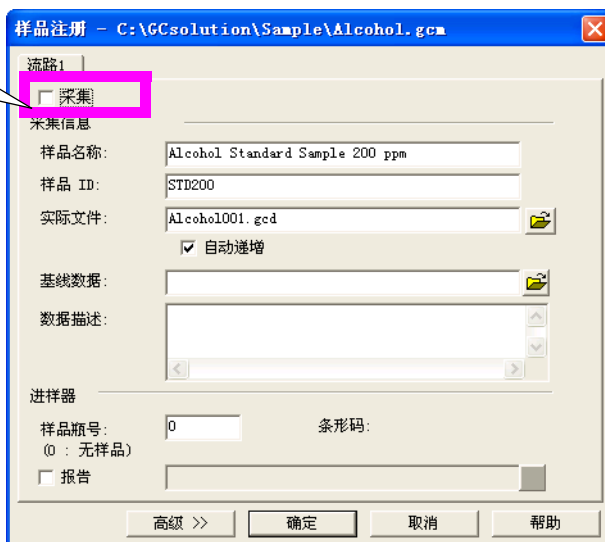 样品注册 - C:\GCsolution\Sample\Alcohol.gcm
流路1
采集
采集信息
样品名称: Alcohol Standard Sample 200 ppm
样品 ID: STD200
实际文件: Alcohol001.gcd
自动递增
基线数据:
数据描述:
进样器
样品瓶号: 0 条形码:
(0 : 无样品)
报告
高级 >> 确定 取消 帮助